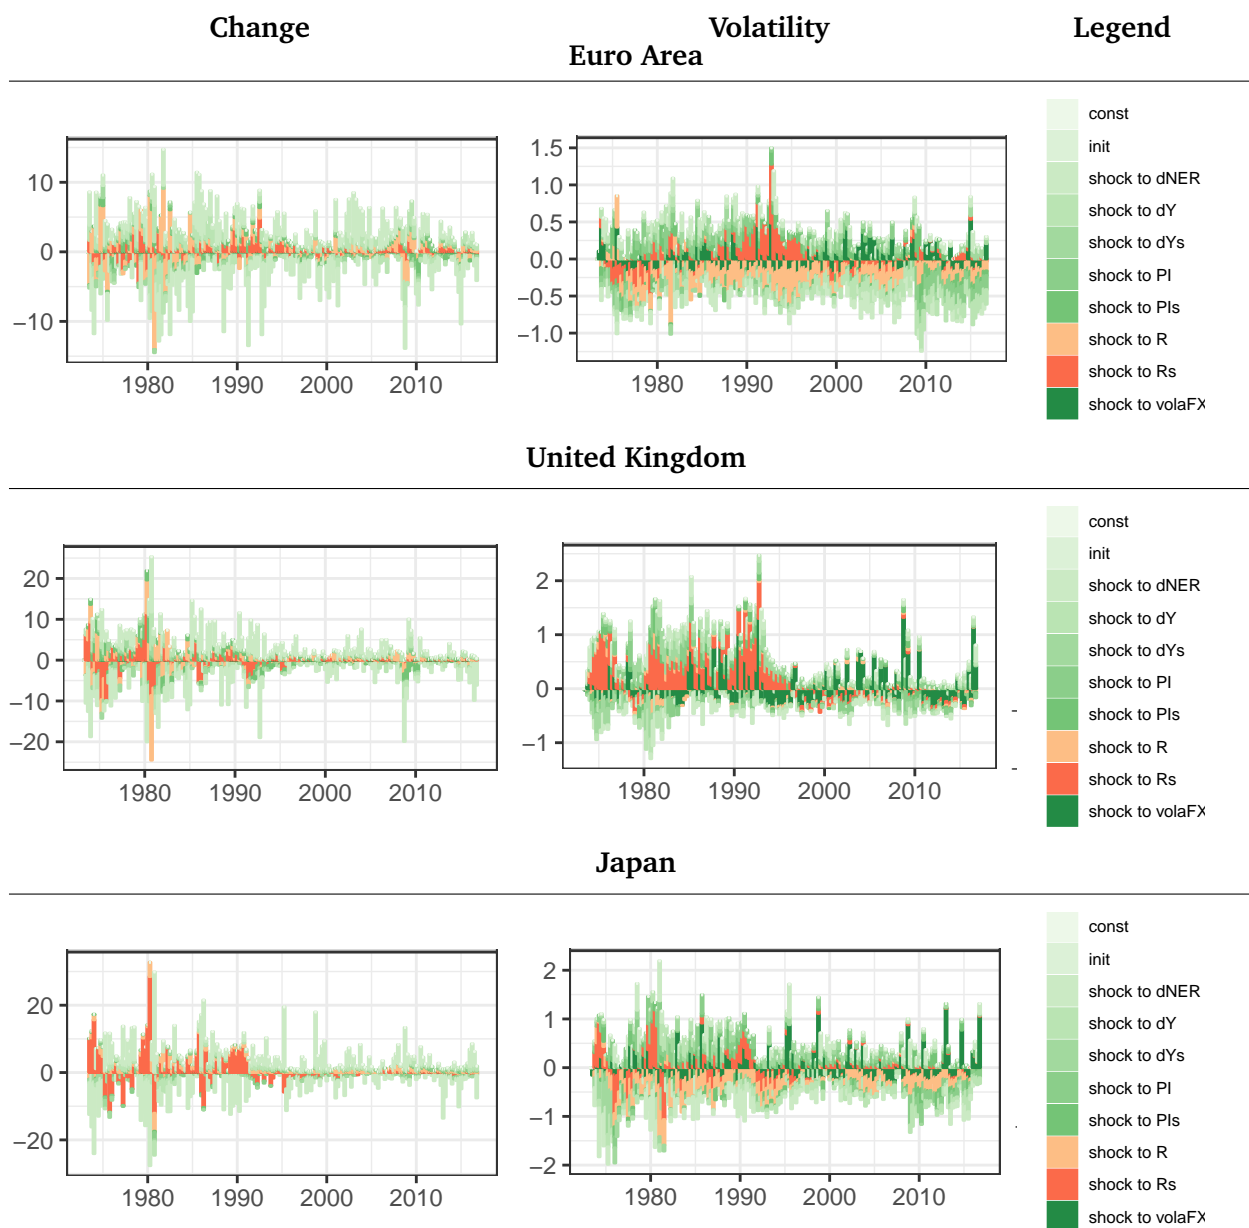 Change Volatility Legend
Euro Area
10
0
−10
1980 1990 2000 2010
1.5
1.0
0.5
0.0
−0.5
−1.0
1980 1990 2000 2010
const
init
shock to dNER
shock to dY
shock to dYs
shock to PI
shock to PIs
shock to R
shock to Rs
shock to volaFX
United Kingdom
20
10
0
−10
−20
1980 1990 2000 2010
2
1
0
−1
1980 1990 2000 2010
const
init
shock to dNER
shock to dY
shock to dYs
shock to PI
shock to PIs
shock to R
shock to Rs
shock to volaFX
Japan
20
0
−20
1980 1990 2000 2010
2
1
0
−1
−2
1980 1990 2000 2010
const
init
shock to dNER
shock to dY
shock to dYs
shock to PI
shock to PIs
shock to R
shock to Rs
shock to volaFX